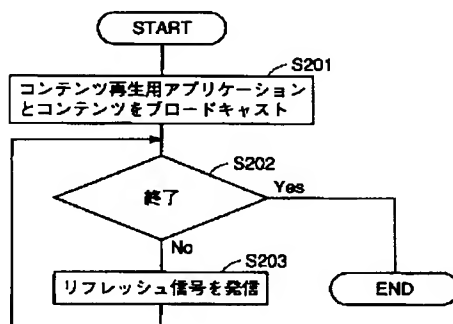 START
S201
コンテンツ再生用アプリケーション
とコンテンツをブロードキャスト
S202
終了
Yes
No
S203
リフレッシュ信号を発信
END